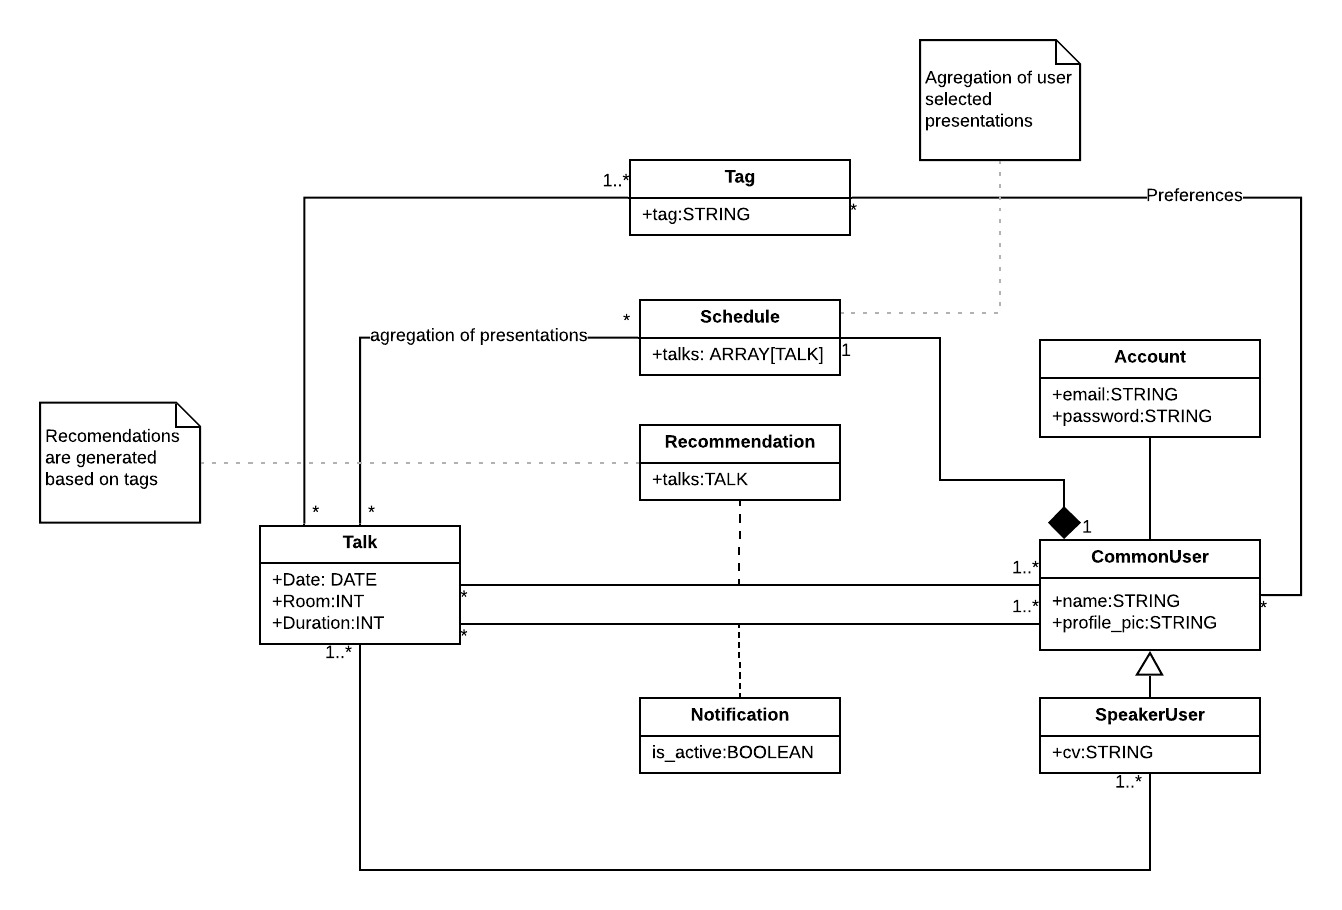 Agregation of user
selected
presentations
1..*
Tag
+tag:STRING
*
Preferences
*
Schedule
+talks: ARRAY[TALK]
1
agregation of presentations
Account
+email:STRING
+password:STRING
Recomendations
are generated
based on tags
Recommendation
+talks:TALK
*
*
1
Talk
+Date: DATE
+Room:INT
+Duration:INT
*
*
1..*
1..*
1..*
CommonUser
+name:STRING
+profile_pic:STRING
*
Notification
is_active:BOOLEAN
SpeakerUser
+cv:STRING
1..*